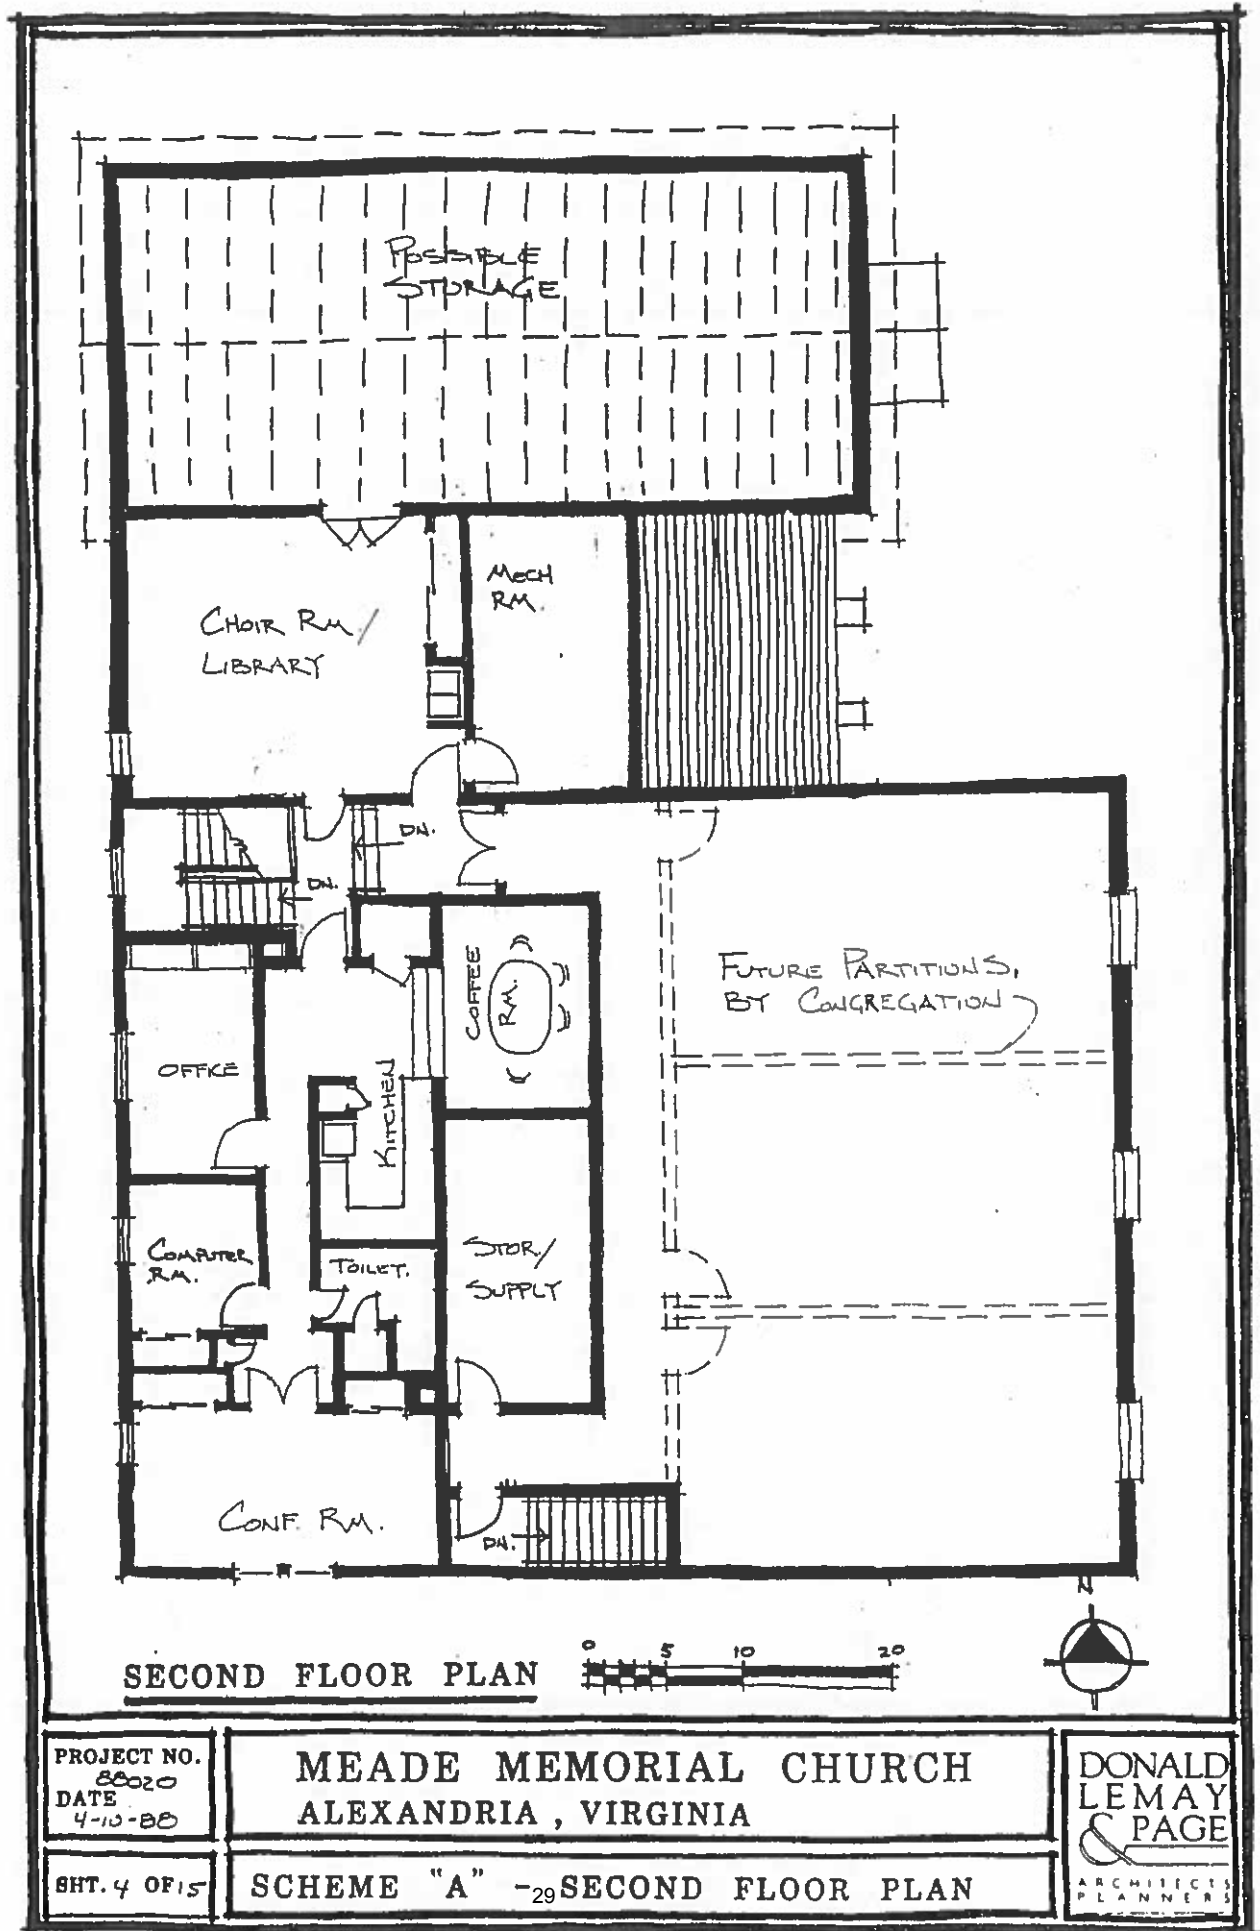 POSSIBLE
STORAGE
MECH
RM.
CHOIR RM/
LIBRARY
DN.
DN.
COFFEE
RM.
FUTURE PARTITIONS,
BY CONGREGATION
OFFICE
KITCHEN
COMPUTER
RM.
TOILET.
STOR./
SUPPLY
CONF. RM.
DN.
N
SECOND FLOOR PLAN
0 5 10 20
PROJECT NO.
88020
DATE
4-10-88
MEADE MEMORIAL CHURCH
ALEXANDRIA, VIRGINIA
DONALD
LEMAY
& PAGE
ARCHITECTS
PLANNERS
SHT. 4 OF 15
SCHEME "A" - SECOND FLOOR PLAN
29